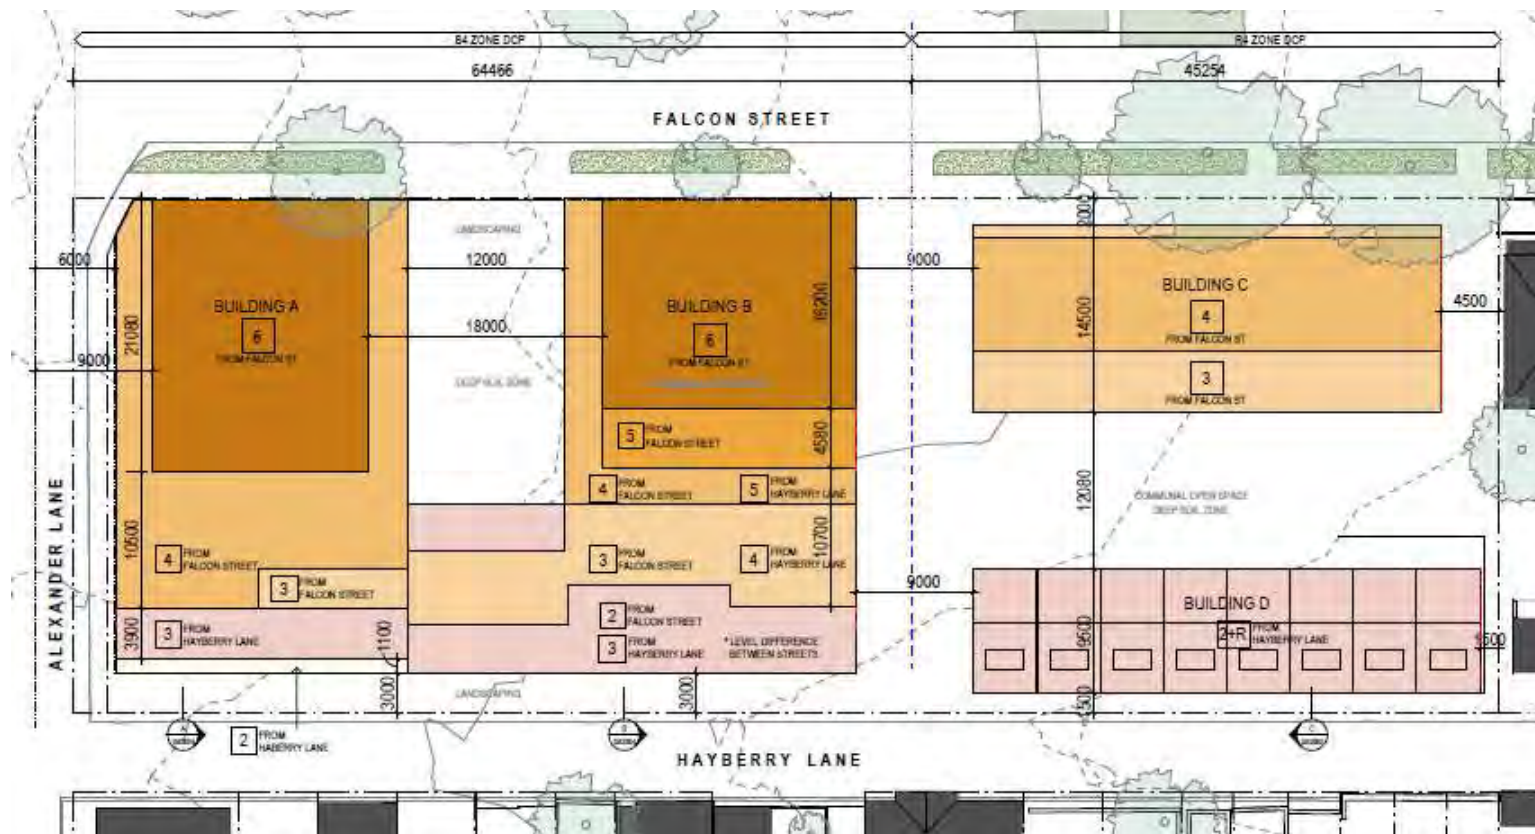 B4 ZONE DCP
B4 ZONE DCP
64466
45254
FALCON STREET
LANDSCAPING
2000
6000
12000
9000
BUILDING A
6
FROM FALCON ST
21080
18000
BUILDING B
6
FROM FALCON ST
BUILDING C
4
FROM FALCON ST
14500
4500
9000
DEEP SOIL ZONE
3
FROM FALCON ST
5
FROM
FALCON STREET
4580
4
FROM
FALCON STREET
5
FROM
HAYBERRY LANE
12080
COMMUNAL OPEN SPACE
DEEP SOIL ZONE
ALEXANDER LANE
10500
4
FROM
FALCON STREET
3
FROM
FALCON STREET
3
FROM
FALCON STREET
4
FROM
HAYBERRY LANE
10700
9000
3900
3
FROM
HAYBERRY LANE
1100
2
FROM
FALCON STREET
3
FROM
HAYBERRY LANE
* LEVEL DIFFERENCE
BETWEEN STREETS
BUILDING D
2+R
FROM
HAYBERRY LANE
9500
3000
LANDSCAPING
3000
2
FROM
HABERRY LANE
HAYBERRY LANE